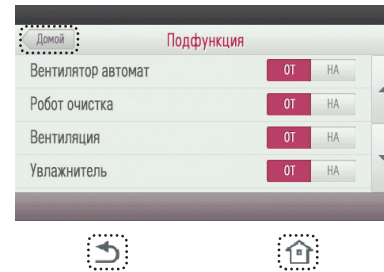 Домой Подфункция
Вентилятор автомат ОТ НА
Робот очистка ОТ НА
Вентиляция ОТ НА
Увлажнитель ОТ НА